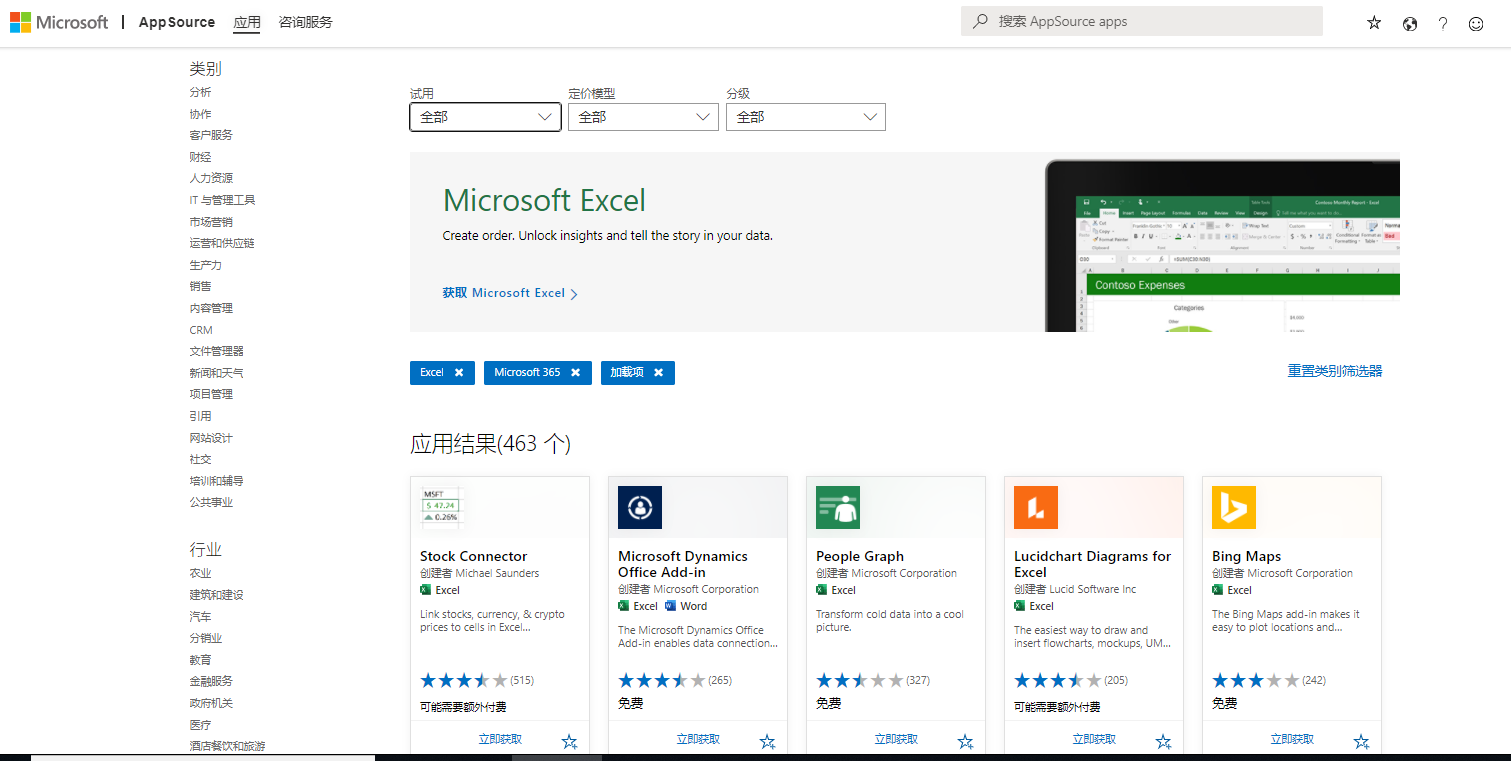 Microsoft | AppSource 应用 咨询服务 搜索 AppSource apps ?
类别
分析
协作
客户服务
财经
人力资源
IT 与管理工具
市场营销
运营和供应链
生产力
销售
内容管理
CRM
文件管理器
新闻和天气
项目管理
引用
网站设计
社交
培训和辅导
公共事业
行业
农业
建筑和建设
汽车
分销业
教育
金融服务
政府机关
医疗
酒店餐饮和旅游
试用 定价模型 分级
全部 全部 全部
Microsoft Excel
Create order. Unlock insights and tell the story in your data.
获取 Microsoft Excel
Contoso Monthly Report - Excel
File Home Insert Page Layout Formulas Data Review View Design
Contoso Expenses
Categories
Other
Excel Microsoft 365 加载项 重置类别筛选器
应用结果(463 个)
MSFT
$ 47.24
0.26%
Stock Connector
创建者 Michael Saunders
Excel
Link stocks, currency, & crypto
prices to cells in Excel...
(515)
可能需要额外付费
立即获取
Microsoft Dynamics
Office Add-in
创建者 Microsoft Corporation
Excel Word
The Microsoft Dynamics Office
Add-in enables data connection...
(265)
免费
立即获取
People Graph
创建者 Microsoft Corporation
Excel
Transform cold data into a cool
picture.
(327)
免费
立即获取
Lucidchart Diagrams for
Excel
创建者 Lucid Software Inc
Excel
The easiest way to draw and
insert flowcharts, mockups, UM...
(205)
可能需要额外付费
立即获取
Bing Maps
创建者 Microsoft Corporation
Excel
The Bing Maps add-in makes it
easy to plot locations and...
(242)
免费
立即获取